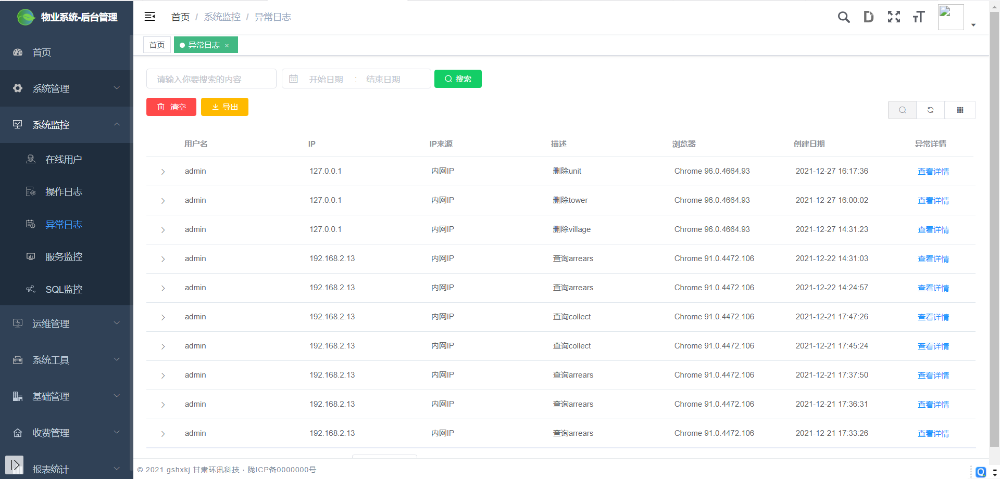 物业系统-后台管理
首页 / 系统监控 / 异常日志
首页
异常日志 ×
首页
系统管理
系统监控
在线用户
操作日志
异常日志
服务监控
SQL监控
运维管理
系统工具
基础管理
收费管理
报表统计
请输入你要搜索的内容
开始日期 : 结束日期
搜索
清空
导出
用户名 IP IP来源 描述 浏览器 创建日期 异常详情
admin 127.0.0.1 内网IP 删除unit Chrome 96.0.4664.93 2021-12-27 16:17:36 查看详情
admin 127.0.0.1 内网IP 删除tower Chrome 96.0.4664.93 2021-12-27 16:00:02 查看详情
admin 127.0.0.1 内网IP 删除village Chrome 96.0.4664.93 2021-12-27 14:31:23 查看详情
admin 192.168.2.13 内网IP 查询arrears Chrome 91.0.4472.106 2021-12-22 14:31:03 查看详情
admin 192.168.2.13 内网IP 查询arrears Chrome 91.0.4472.106 2021-12-22 14:24:57 查看详情
admin 192.168.2.13 内网IP 查询collect Chrome 91.0.4472.106 2021-12-21 17:47:26 查看详情
admin 192.168.2.13 内网IP 查询collect Chrome 91.0.4472.106 2021-12-21 17:45:24 查看详情
admin 192.168.2.13 内网IP 查询arrears Chrome 91.0.4472.106 2021-12-21 17:37:50 查看详情
admin 192.168.2.13 内网IP 查询arrears Chrome 91.0.4472.106 2021-12-21 17:36:31 查看详情
admin 192.168.2.13 内网IP 查询arrears Chrome 91.0.4472.106 2021-12-21 17:33:26 查看详情
© 2021 gshxkj 甘肃环讯科技 · 陇ICP备0000000号